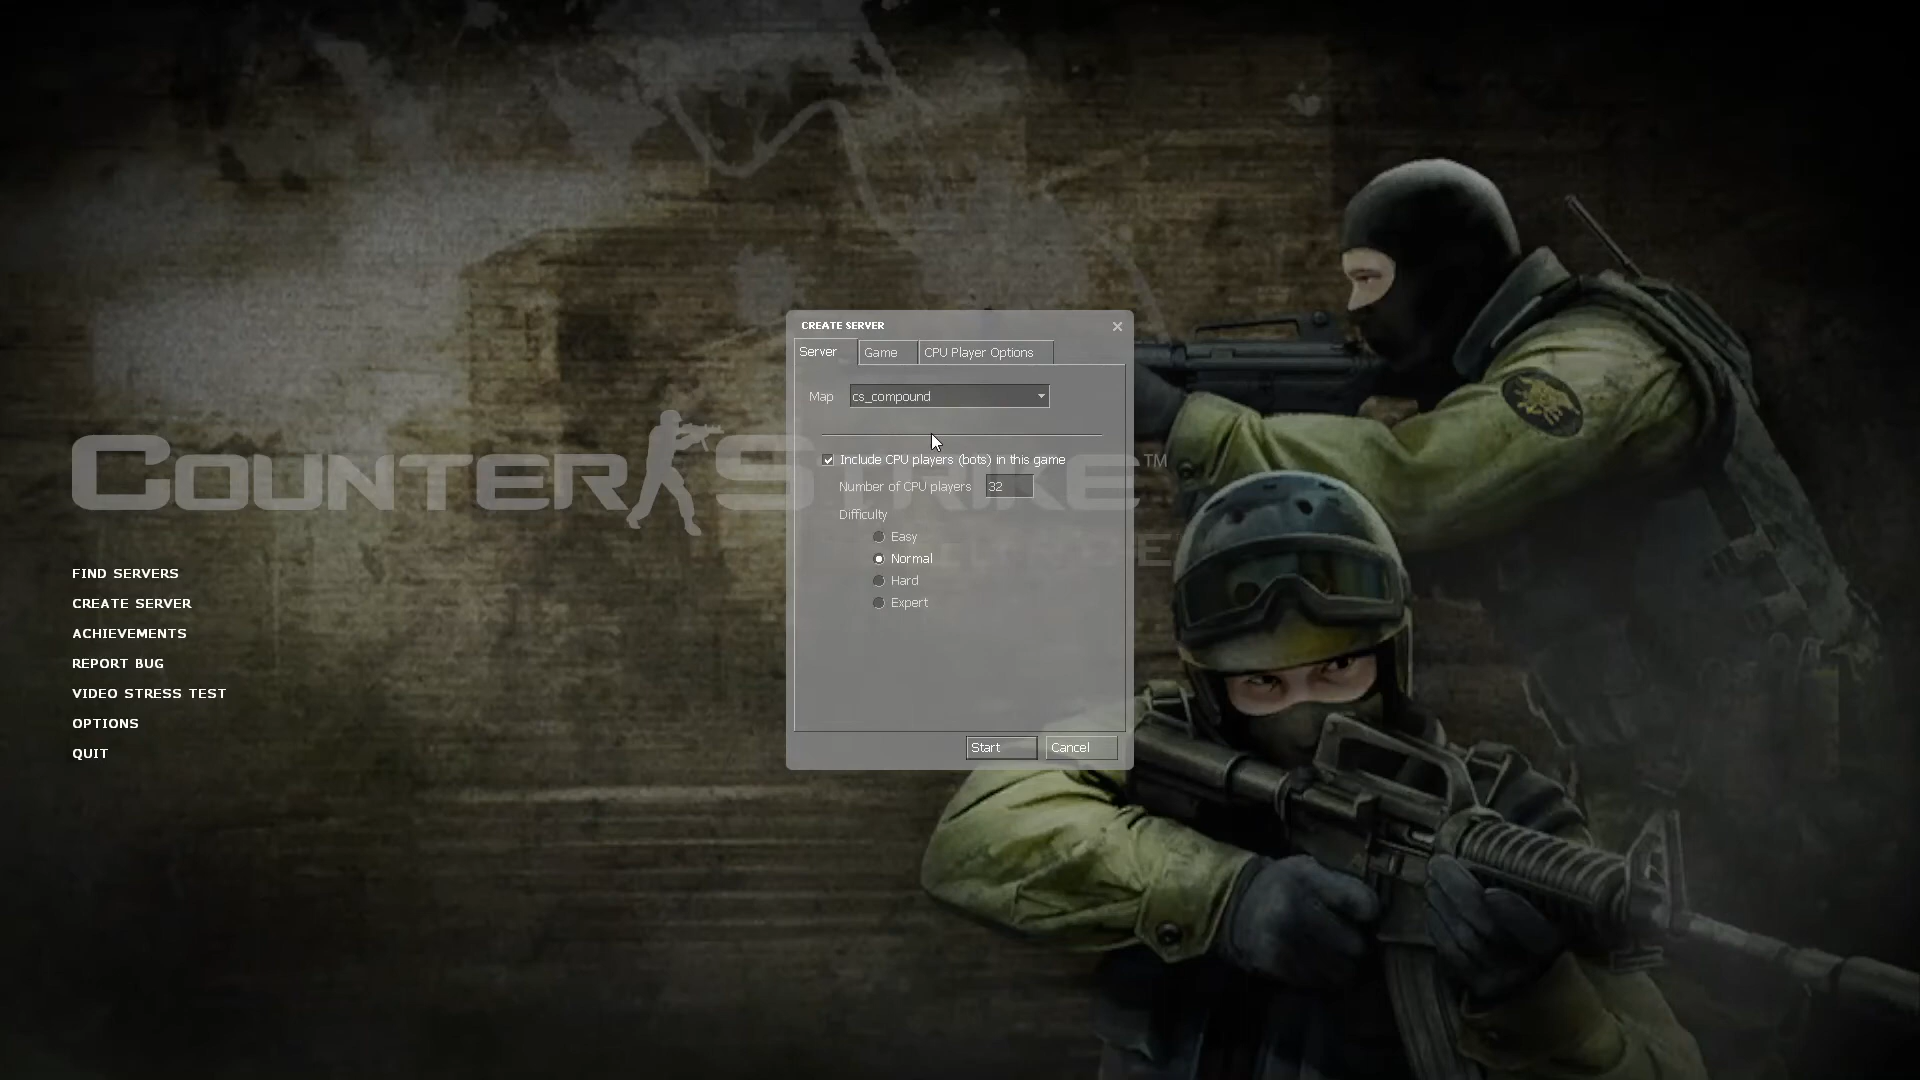 CREATE SERVER
Server Game CPU Player Options
Map cs_compound
COUNTER STRIKE™
Include CPU players (bots) in this game
Number of CPU players 32
Difficulty
Easy
Normal
Hard
Expert
Start Cancel
FIND SERVERS
CREATE SERVER
ACHIEVEMENTS
REPORT BUG
VIDEO STRESS TEST
OPTIONS
QUIT